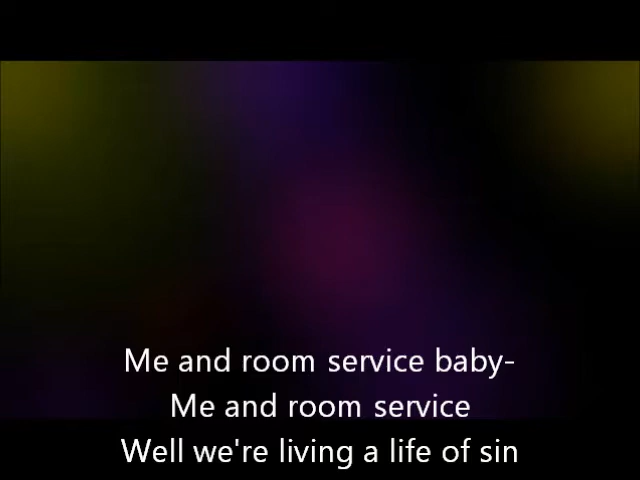 Me and room service baby-
Me and room service
Well we're living a life of sin